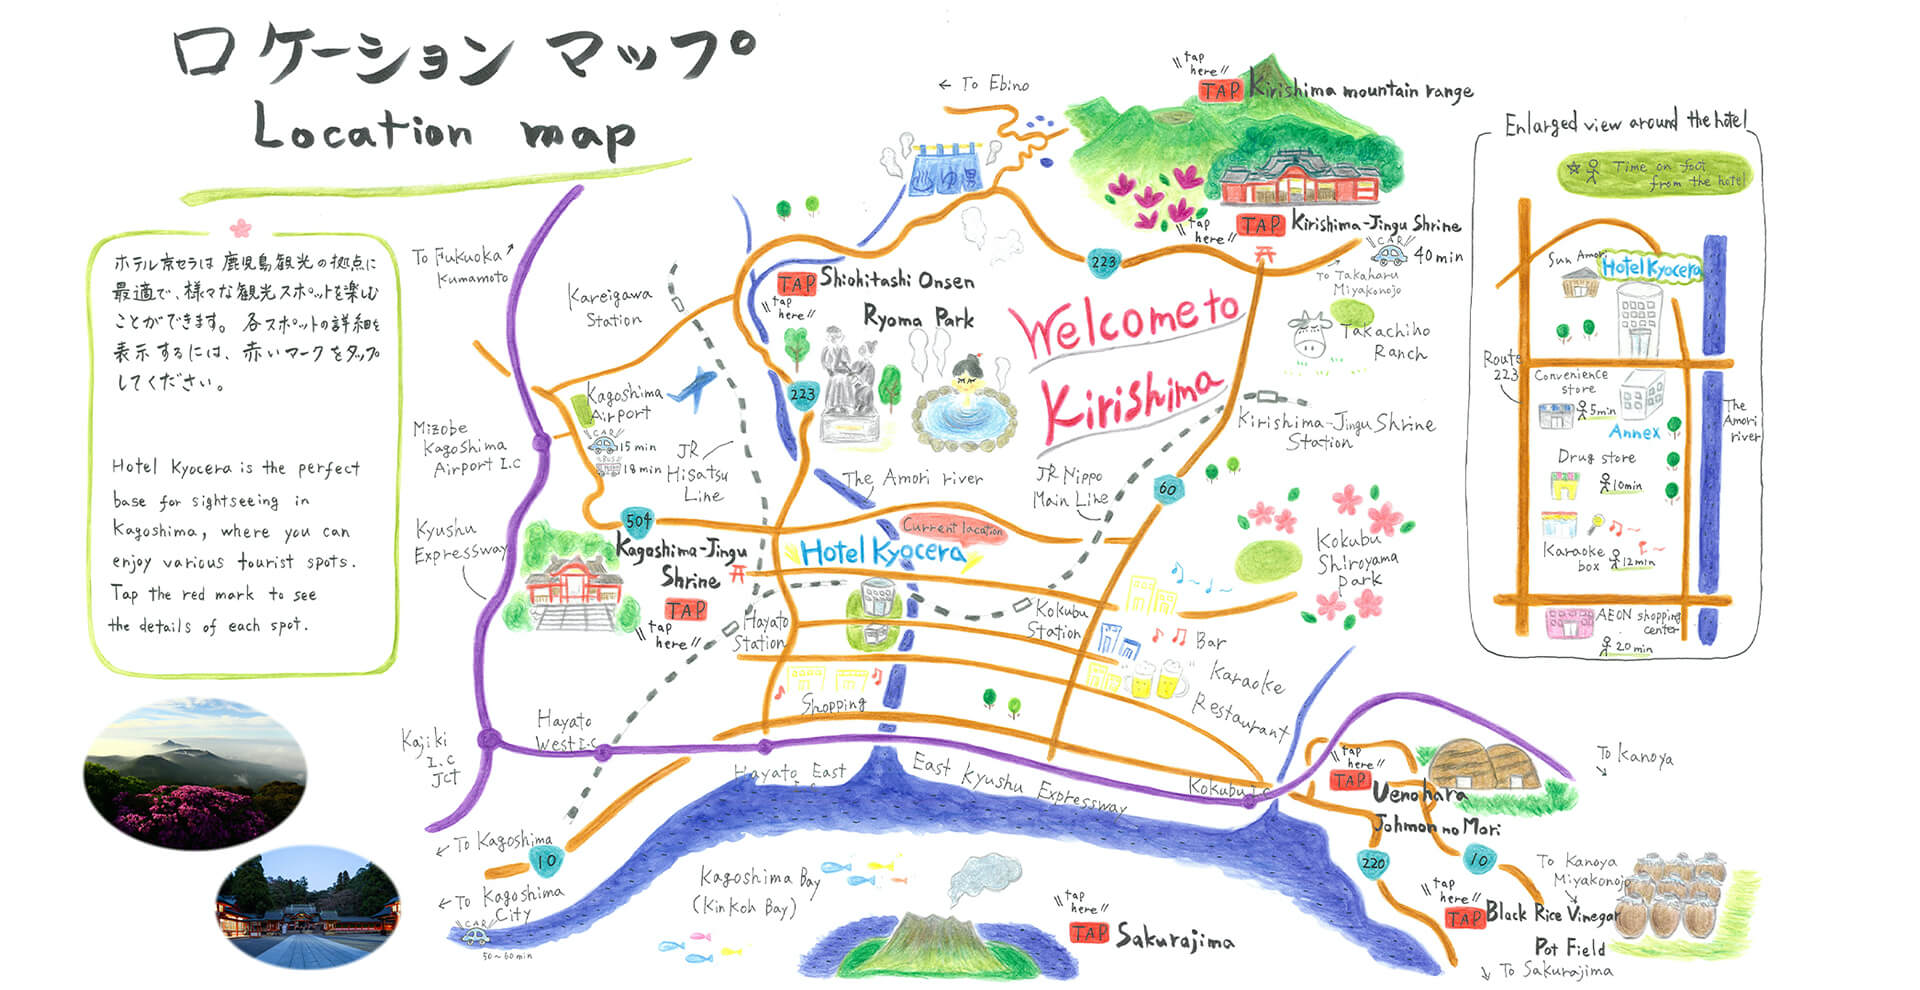 ロケーション マップ
Location map
ホテル京セラは鹿児島観光の拠点に
最適で、様々な観光スポットを楽しむ
ことができます。各スポットの詳細を
表示するには、赤いマークをタップ
してください。
Hotel Kyocera is the perfect
base for sightseeing in
Kagoshima, where you can
enjoy various tourist spots.
Tap the red mark to see
the details of each spot.
← To Ebino
tap
here
TAP Kirishima mountain range
ゆ
tap
here
TAP Kirishima-Jingu Shrine
CAR
40 min
To Takaharu
Miyakonojo
To Fukuoka
Kumamoto
Kareigawa
Station
TAP Shiohitashi Onsen
tap
here
Ryoma Park
223
Welcome to
Kirishima
Takachiho
Ranch
Kagoshima
Airport
CAR 15 min
BUS 18 min
223
Mizobe
Kagoshima
Airport I.C
JR
Hisatsu
Line
The Amori river
JR Nippo
Main Line
Kirishima-Jingu Shrine
Station
60
Kyushu
Expressway
504
Kagoshima-Jingu
Shrine
TAP
tap
here
Current location
Hotel Kyocera
Kokubu
Shiroyama
park
Hayato
Station
Kokubu
Station
Bar
Karaoke
Restaurant
Shopping
Kajiki
I.C
JCT
Hayato
West I.C
Hayato East
East Kyushu Expressway
Kokubu I.C
tap
here
TAP
Uenohara
Johmon no Mori
To Kanoya
← To Kagoshima
10
← To Kagoshima
City
CAR
50~60 min
Kagoshima Bay
(Kinkoh Bay)
tap
here
TAP Sakurajima
220
10
To Kanoya
Miyakonojo
tap
here
TAP Black Rice Vinegar
Pot Field
To Sakurajima
Enlarged view around the hotel
Time on foot
from the hotel
Sun Amori
Hotel Kyocera
Route
223
Convenience
store
5min
Annex
The
Amori
river
Drug store
10min
Karaoke
box
12min
AEON shopping
center
20 min